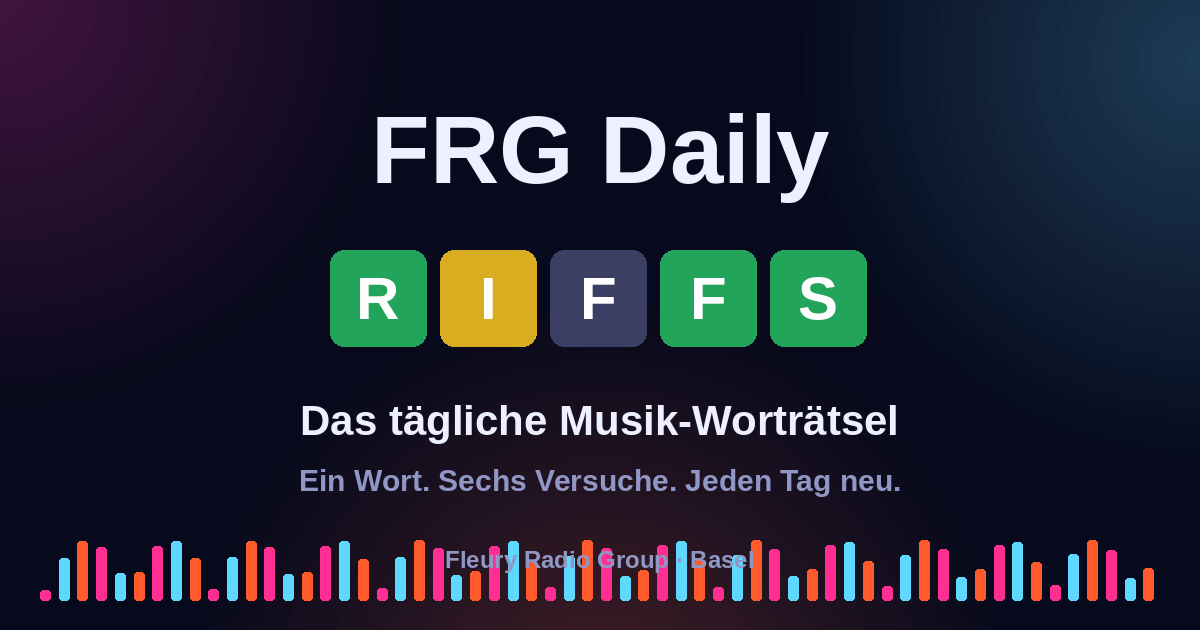 FRG Daily
R I F F S
Das tägliche Musik-Worträtsel
Ein Wort. Sechs Versuche. Jeden Tag neu.
Fleury Radio Group · Basel